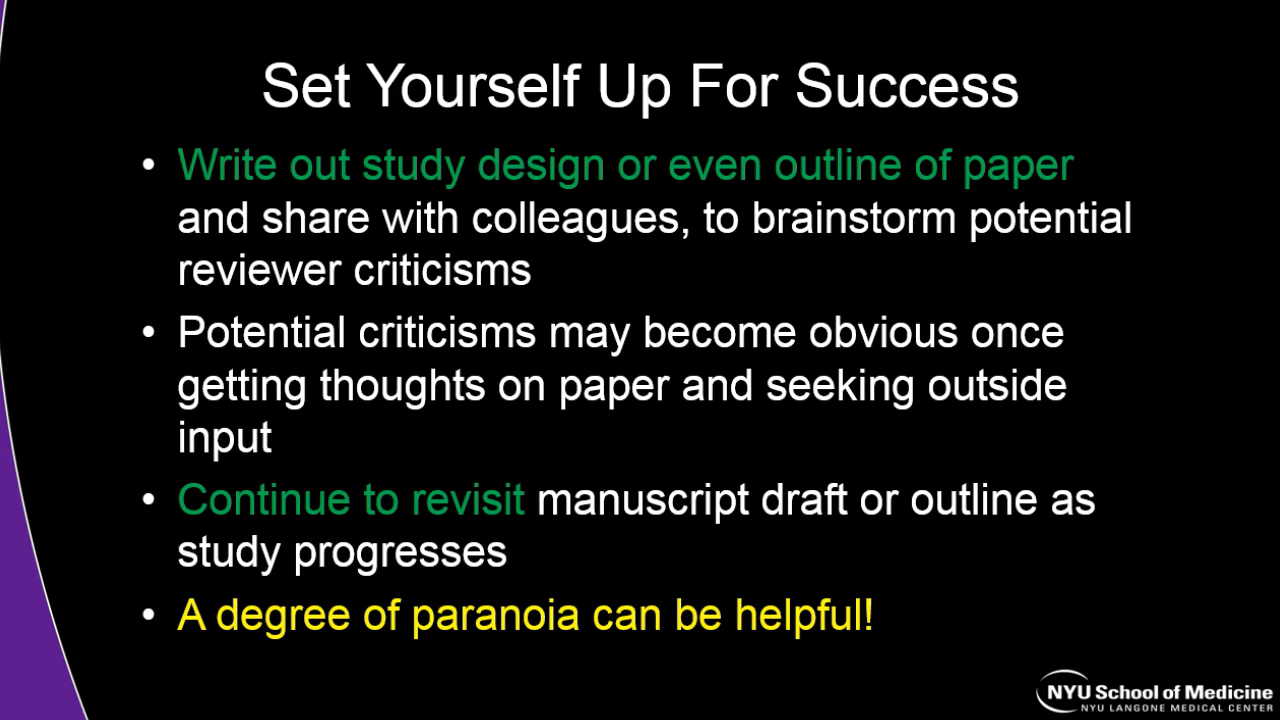 Set Yourself Up For Success
• Write out study design or even outline of paper
and share with colleagues, to brainstorm potential
reviewer criticisms
• Potential criticisms may become obvious once
getting thoughts on paper and seeking outside
input
• Continue to revisit manuscript draft or outline as
study progresses
• A degree of paranoia can be helpful!
NYU School of Medicine
NYU LANGONE MEDICAL CENTER